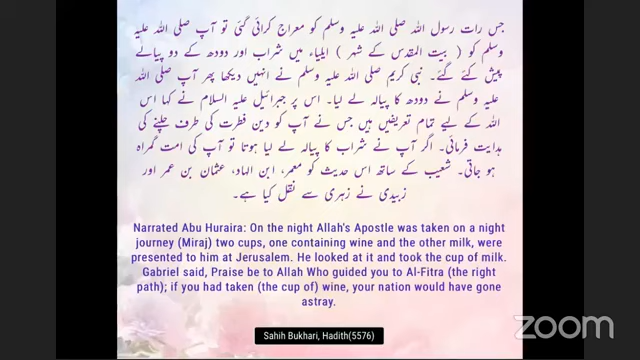 جس رات رسول اللہ صلی اللہ علیہ وسلم کو معراج کرائی گئی تو آپ صلی اللہ علیہ
وسلم کو ( بیت المقدس کے شہر ) ایلیاء میں شراب اور دودھ کے دو پیالے
پیش کئے گئے۔ نبی کریم صلی اللہ علیہ وسلم نے انہیں دیکھا پھر آپ صلی اللہ
علیہ وسلم نے دودھ کا پیالہ لے لیا۔ اس پر جبرائیل علیہ السلام نے کہا اس
اللہ کے لیے تمام تعریفیں ہیں جس نے آپ کو دین فطرت کی طرف چلنے کی
ہدایت فرمائی۔ اگر آپ نے شراب کا پیالہ لے لیا ہوتا تو آپ کی امت گمراہ
ہو جاتی۔ شعیب کے ساتھ اس حدیث کو معمر، ابن الہاد، عثمان بن عمر اور
زبیدی نے زہری سے نقل کیا ہے۔
Narrated Abu Huraira: On the night Allah's Apostle was taken on a night
journey (Miraj) two cups, one containing wine and the other milk, were
presented to him at Jerusalem. He looked at it and took the cup of milk.
Gabriel said, Praise be to Allah Who guided you to Al-Fitra (the right
path); if you had taken (the cup of) wine, your nation would have gone
astray.
Sahih Bukhari, Hadith(5576)
zoom